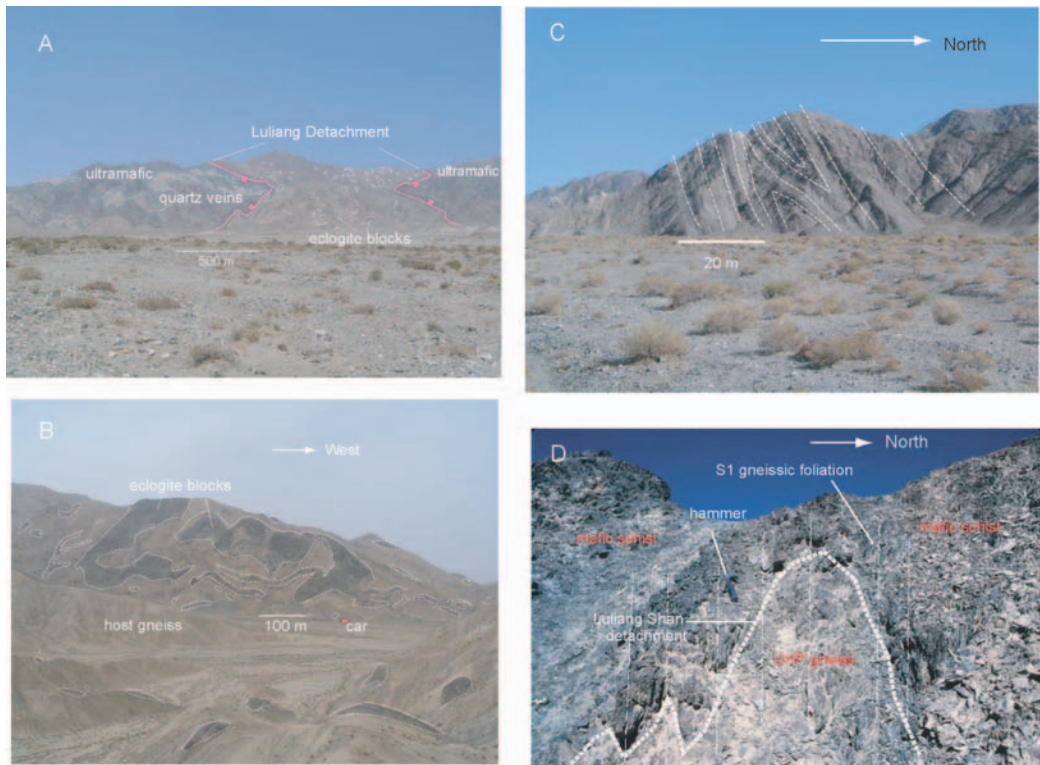 A
Luliang Detachment
ultramafic
ultramafic
quartz veins
eclogite blocks
500 m
C
North
20 m
B
West
eclogite blocks
100 m
host gneiss
car
D
North
S1 gneissic foliation
hammer
mafic schist
mafic schist
Luliang Shan
detachment
UHP gneiss